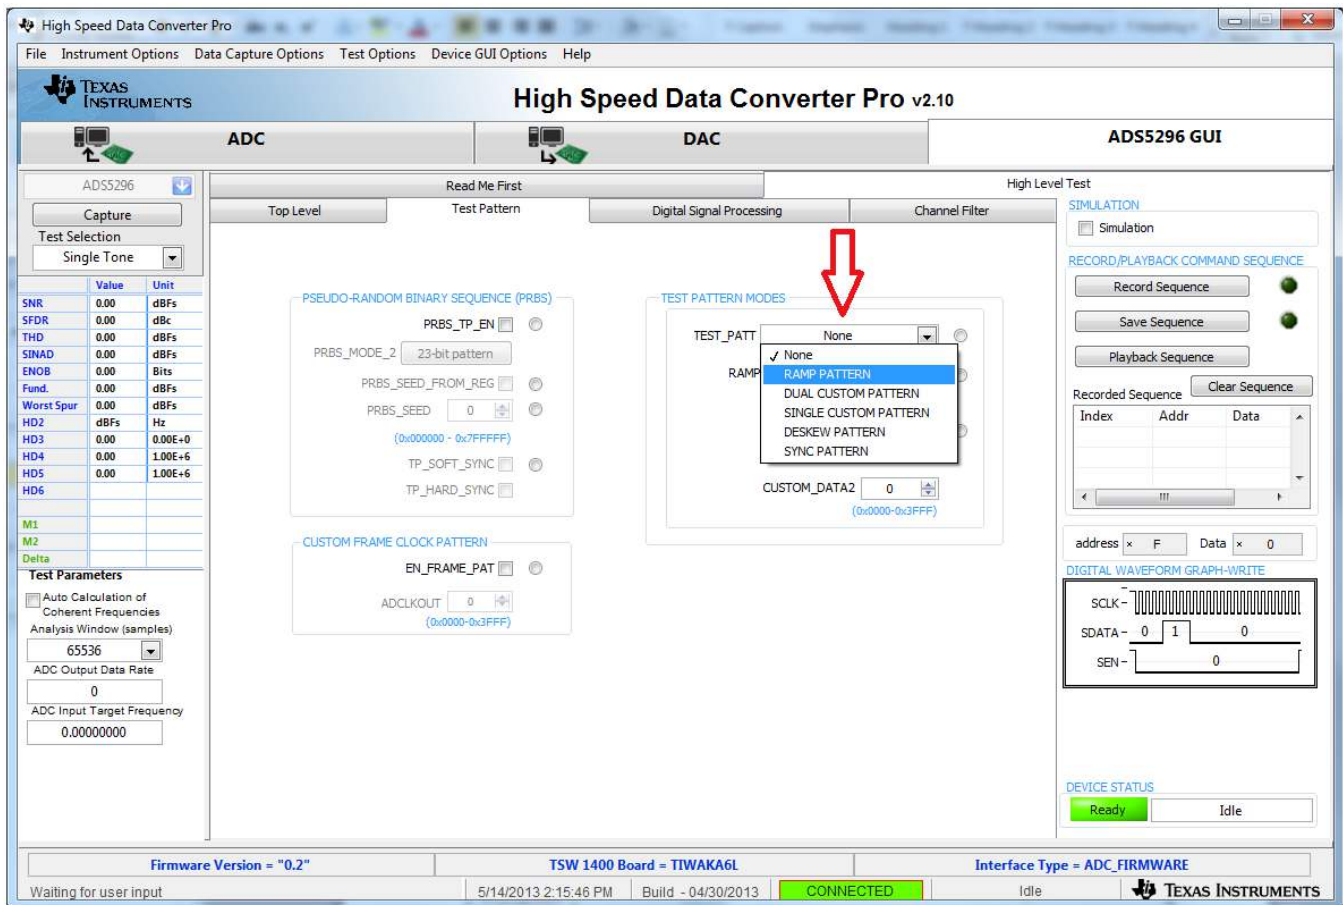 High Speed Data Converter Pro
File Instrument Options Data Capture Options Test Options Device GUI Options Help
TEXAS INSTRUMENTS
High Speed Data Converter Pro v2.10
ADC
DAC
ADS5296 GUI
ADS5296
Capture
Test Selection
Single Tone
Value Unit
SNR 0.00 dBFs
SFDR 0.00 dBc
THD 0.00 dBFs
SINAD 0.00 dBFs
ENOB 0.00 Bits
Fund. 0.00 dBFs
Worst Spur 0.00 dBFs
HD2 dBFs Hz
HD3 0.00 0.00E+0
HD4 0.00 1.00E+6
HD5 0.00 1.00E+6
HD6
M1
M2
Delta
Test Parameters
Auto Calculation of
Coherent Frequencies
Analysis Window (samples)
65536
ADC Output Data Rate
0
ADC Input Target Frequency
0.00000000
Read Me First
High Level Test
Top Level
Test Pattern
Digital Signal Processing
Channel Filter
PSEUDO-RANDOM BINARY SEQUENCE (PRBS)
PRBS_TP_EN
PRBS_MODE_2 23-bit pattern
PRBS_SEED_FROM_REG
PRBS_SEED 0
(0x000000 - 0x7FFFFF)
TP_SOFT_SYNC
TP_HARD_SYNC
CUSTOM FRAME CLOCK PATTERN
EN_FRAME_PAT
ADCLKOUT 0
(0x0000-0x3FFF)
TEST PATTERN MODES
TEST_PATT None
RAMP
✓ None
RAMP PATTERN
DUAL CUSTOM PATTERN
SINGLE CUSTOM PATTERN
DESKEW PATTERN
SYNC PATTERN
CUSTOM_DATA2 0
(0x0000-0x3FFF)
SIMULATION
Simulation
RECORD/PLAYBACK COMMAND SEQUENCE
Record Sequence
Save Sequence
Playback Sequence
Recorded Sequence Clear Sequence
Index Addr Data
address x F Data x 0
DIGITAL WAVEFORM GRAPH-WRITE
SCLK -
SDATA - 0 1 0
SEN - 0
DEVICE STATUS
Ready Idle
Firmware Version = "0.2"
TSW 1400 Board = TIWAKA6L
Interface Type = ADC_FIRMWARE
Waiting for user input
5/14/2013 2:15:46 PM
Build - 04/30/2013
CONNECTED
Idle
TEXAS INSTRUMENTS